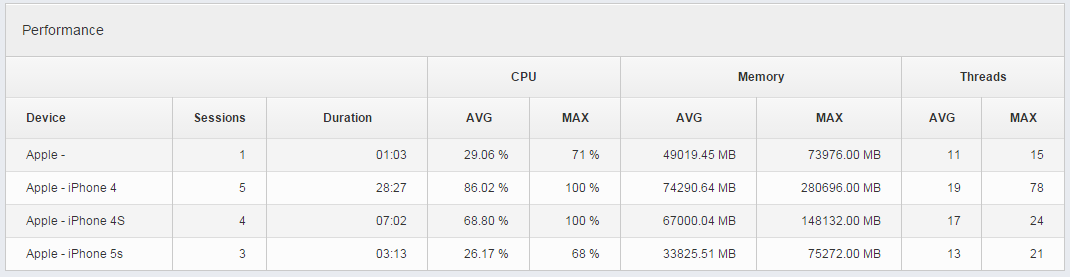 Performance
CPU Memory Threads
Device Sessions Duration AVG MAX AVG MAX AVG MAX
Apple - 1 01:03 29.06 % 71 % 49019.45 MB 73976.00 MB 11 15
Apple - iPhone 4 5 28:27 86.02 % 100 % 74290.64 MB 280696.00 MB 19 78
Apple - iPhone 4S 4 07:02 68.80 % 100 % 67000.04 MB 148132.00 MB 17 24
Apple - iPhone 5s 3 03:13 26.17 % 68 % 33825.51 MB 75272.00 MB 13 21